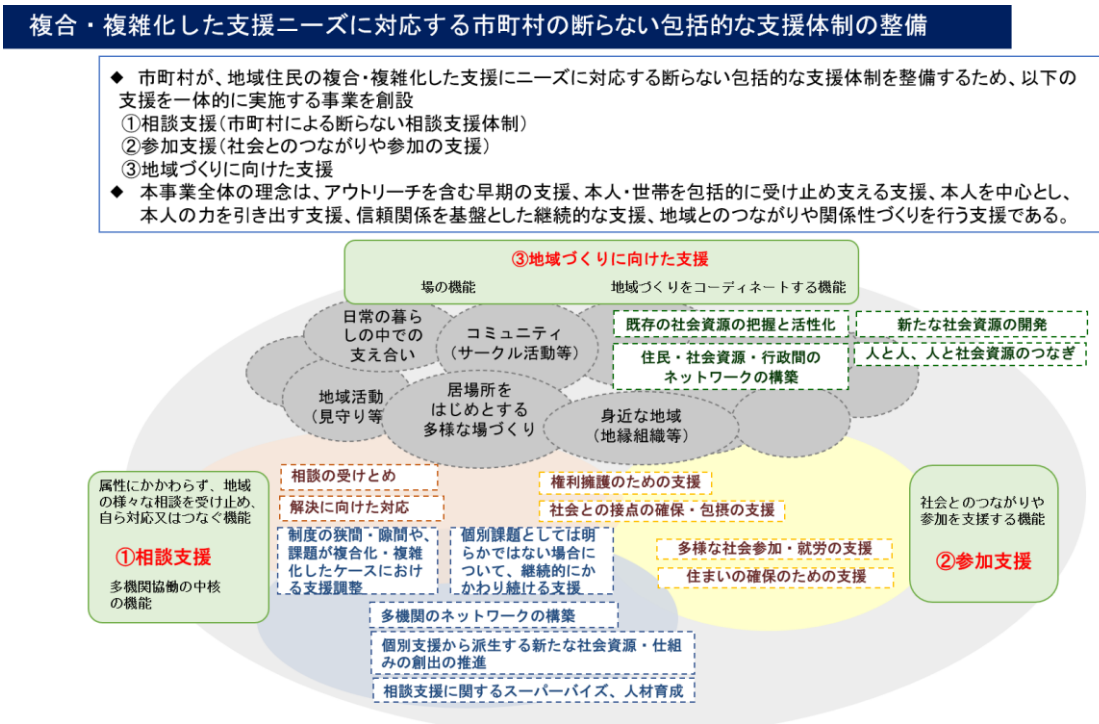 複合・複雑化した支援ニーズに対応する市町村の断らない包括的な支援体制の整備
◆ 市町村が、地域住民の複合・複雑化した支援にニーズに対応する断らない包括的な支援体制を整備するため、以下の
支援を一体的に実施する事業を創設
①相談支援(市町村による断らない相談支援体制)
②参加支援(社会とのつながりや参加の支援)
③地域づくりに向けた支援
◆ 本事業全体の理念は、アウトリーチを含む早期の支援、本人・世帯を包括的に受け止め支える支援、本人を中心とし、
本人の力を引き出す支援、信頼関係を基盤とした継続的な支援、地域とのつながりや関係性づくりを行う支援である。
③地域づくりに向けた支援
場の機能
地域づくりをコーディネートする機能
日常の暮ら
しの中での
支え合い
コミュニティ
(サークル活動等)
既存の社会資源の把握と活性化
新たな社会資源の開発
住民・社会資源・行政間の
ネットワークの構築
人と人、人と社会資源のつなぎ
地域活動
(見守り等
居場所を
はじめとする
多様な場づくり
身近な地域
(地縁組織等)
属性にかかわらず、地域
の様々な相談を受け止め、
自ら対応又はつなぐ機能
①相談支援
多機関協働の中核
の機能
相談の受けとめ
解決に向けた対応
制度の狭間・隙間や、
課題が複合化・複雑
化したケースにおけ
る支援調整
個別課題としては明
らかではない場合に
ついて、継続的にか
かわり続ける支援
多機関のネットワークの構築
個別支援から派生する新たな社会資源・仕組
みの創出の推進
相談支援に関するスーパーバイズ、人材育成
権利擁護のための支援
社会との接点の確保・包摂の支援
多様な社会参加・就労の支援
住まいの確保のための支援
社会とのつながりや
参加を支援する機能
②参加支援